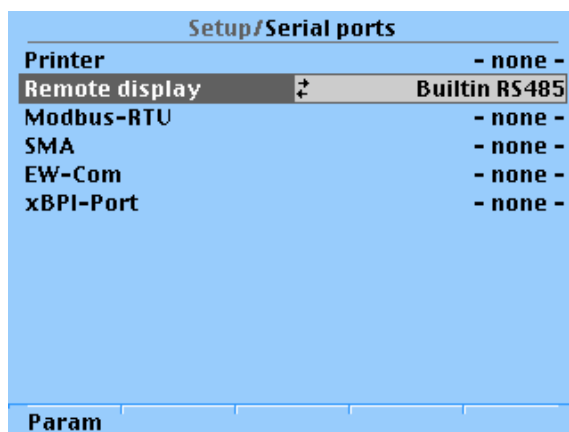 Setup/Serial ports
Printer - none -
Remote display Builtin RS485
Modbus-RTU - none -
SMA - none -
EW-Com - none -
xBPI-Port - none -
Param